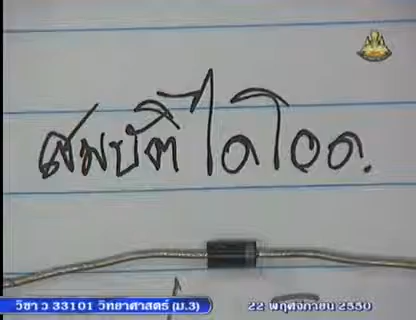 สมบัติไดโอด.
วิชา ว 33101 วิทยาศาสตร์ (ม.3)
22 พฤศจิกายน 2550